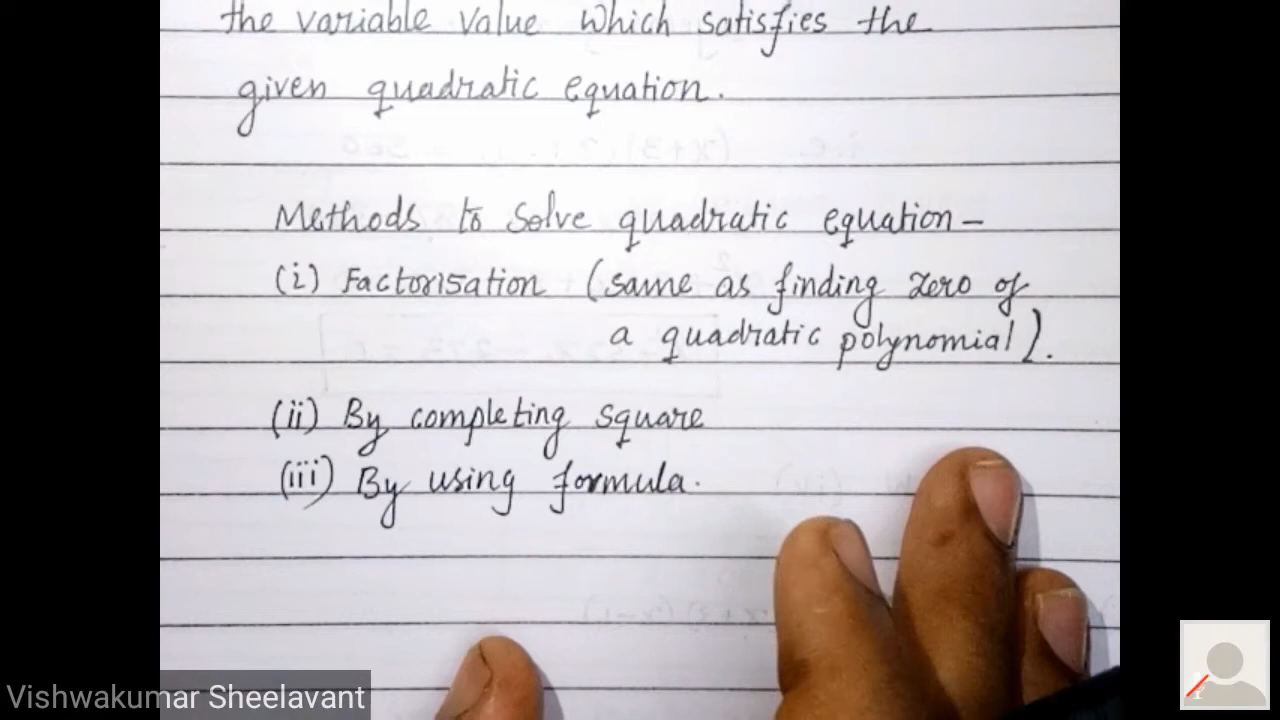 the variable value which satisfies the
given quadratic equation.
Methods to solve quadratic equation –
(i) Factorisation (same as finding zero of
a quadratic polynomial).
(ii) By completing square
(iii) By using formula.
Vishwakumar Sheelavant